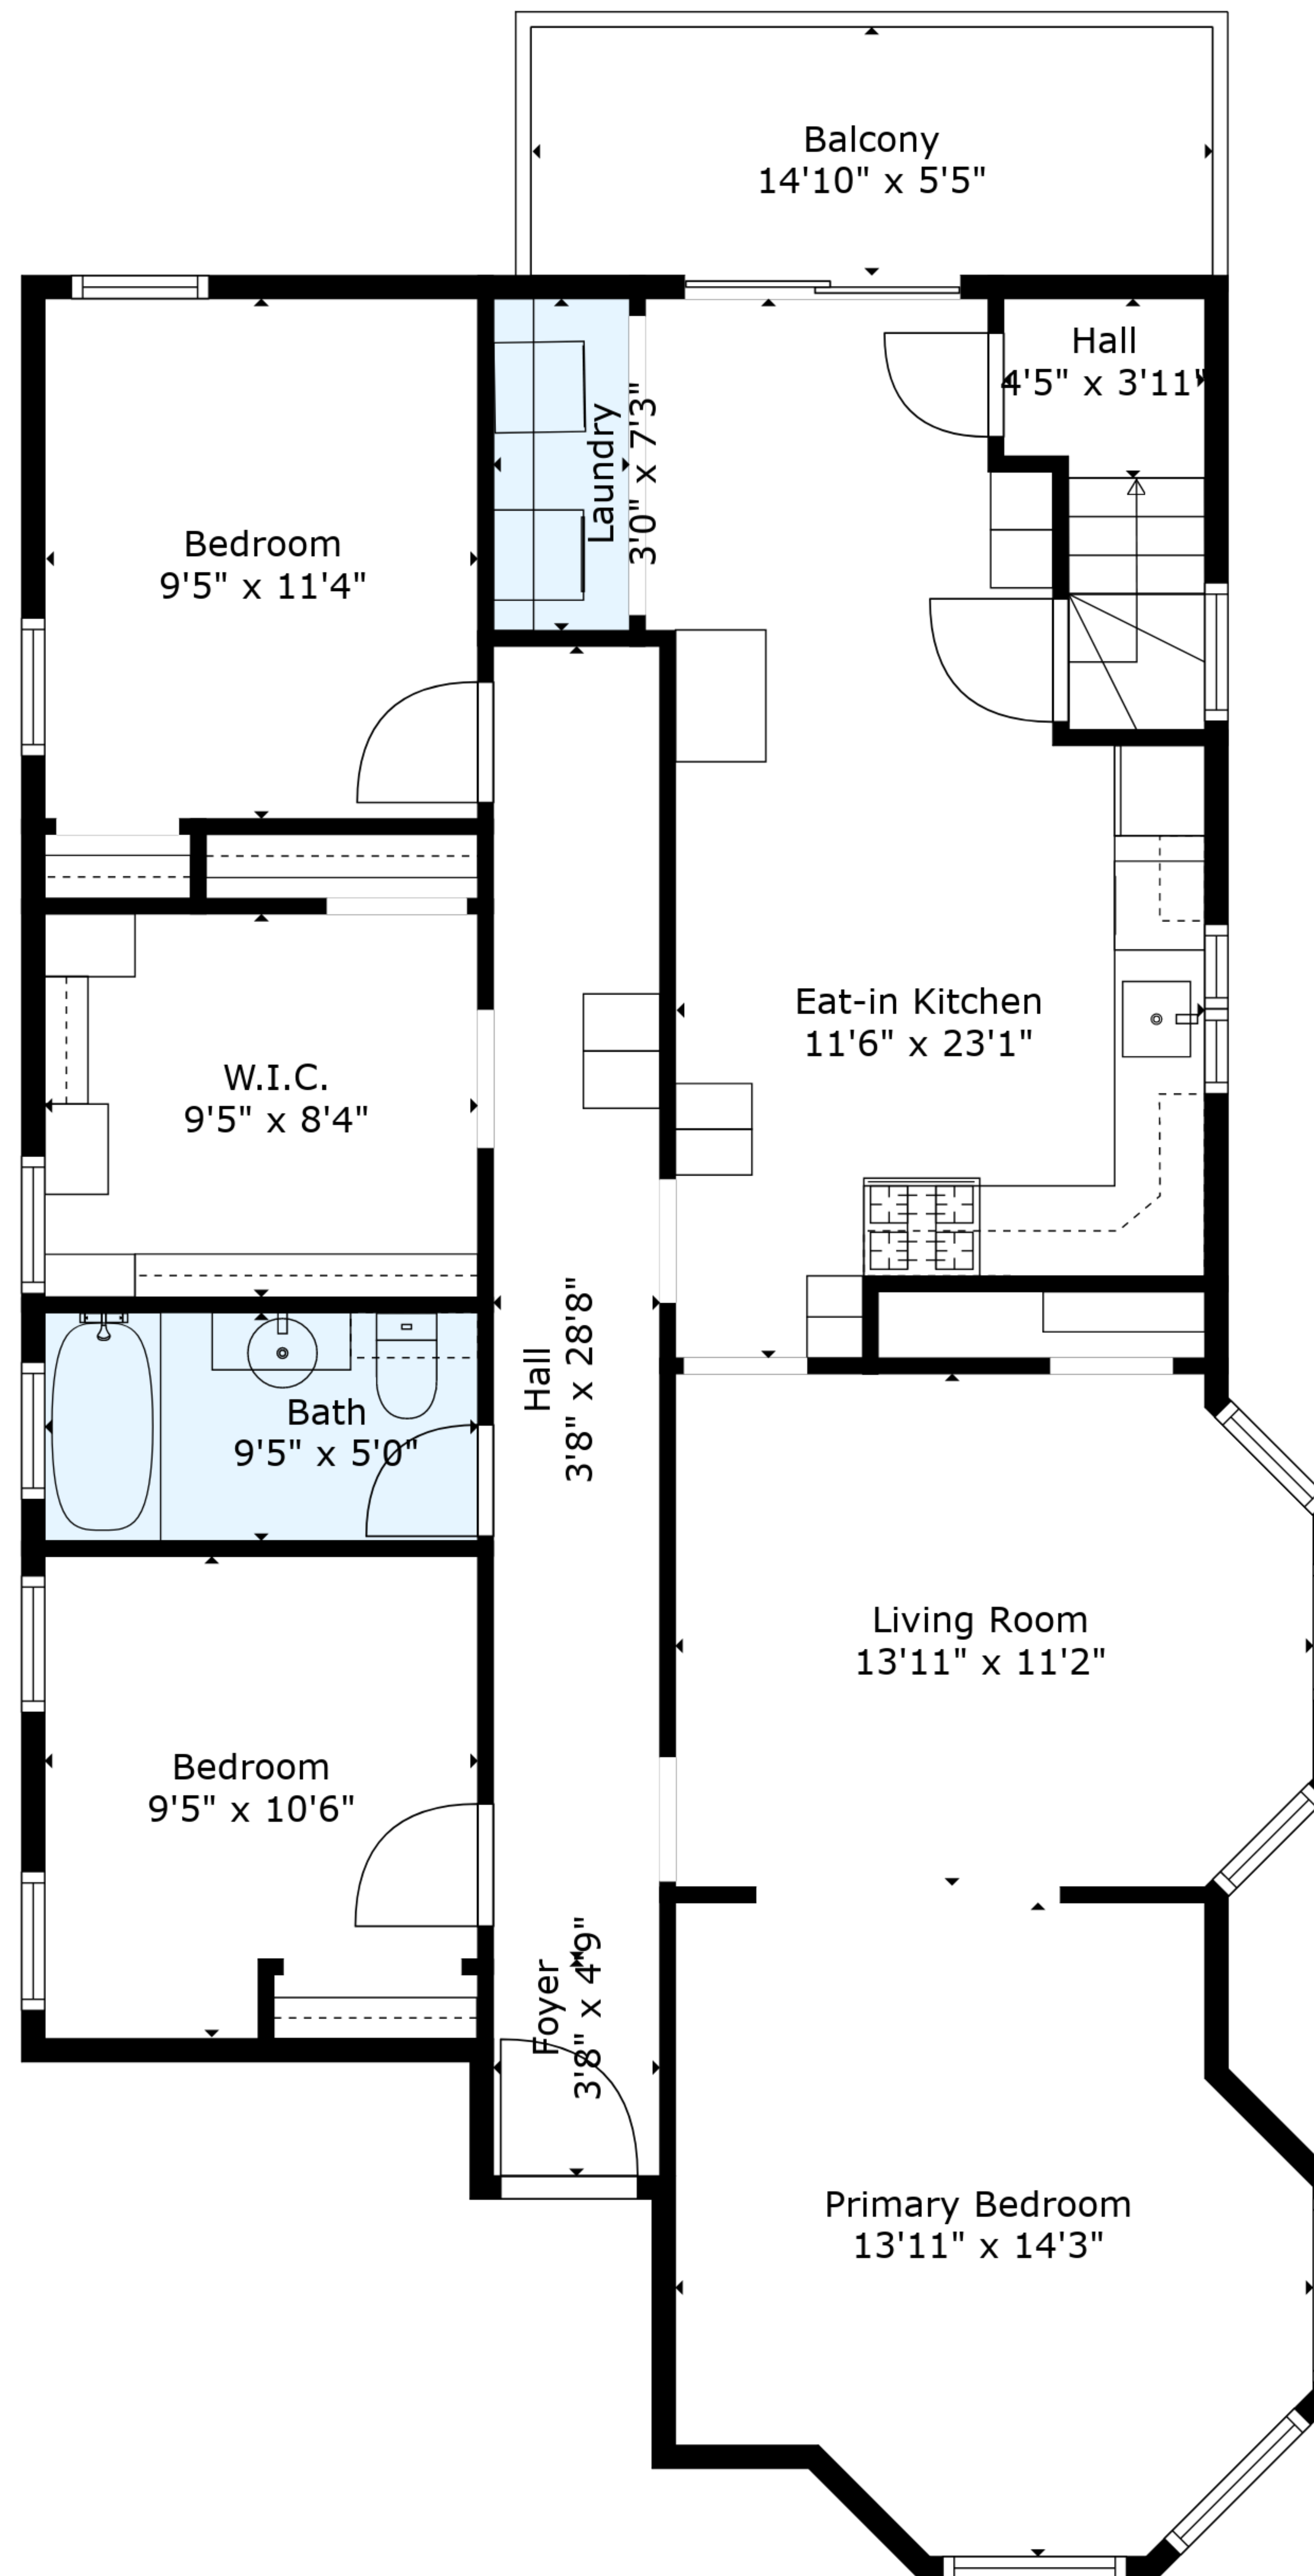 Balcony
14'10" x 5'5"
Hall
4'5" x 3'11"
Laundry
3'0" x 7'3"
Bedroom
9'5" x 11'4"
Eat-in Kitchen
11'6" x 23'1"
W.I.C.
9'5" x 8'4"
Hall
3'8" x 28'8"
Bath
9'5" x 5'0"
Living Room
13'11" x 11'2"
Bedroom
9'5" x 10'6"
Foyer
3'8" x 4'9"
Primary Bedroom
13'11" x 14'3"